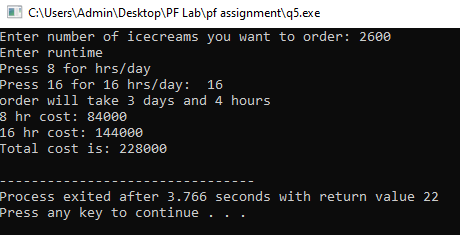 C:\Users\Admin\Desktop\PF Lab\pf assignment\q5.exe
Enter number of icecreams you want to order: 2600
Enter runtime
Press 8 for hrs/day
Press 16 for 16 hrs/day:  16
order will take 3 days and 4 hours
8 hr cost: 84000
16 hr cost: 144000
Total cost is: 228000
--------------------------------
Process exited after 3.766 seconds with return value 22
Press any key to continue . . .